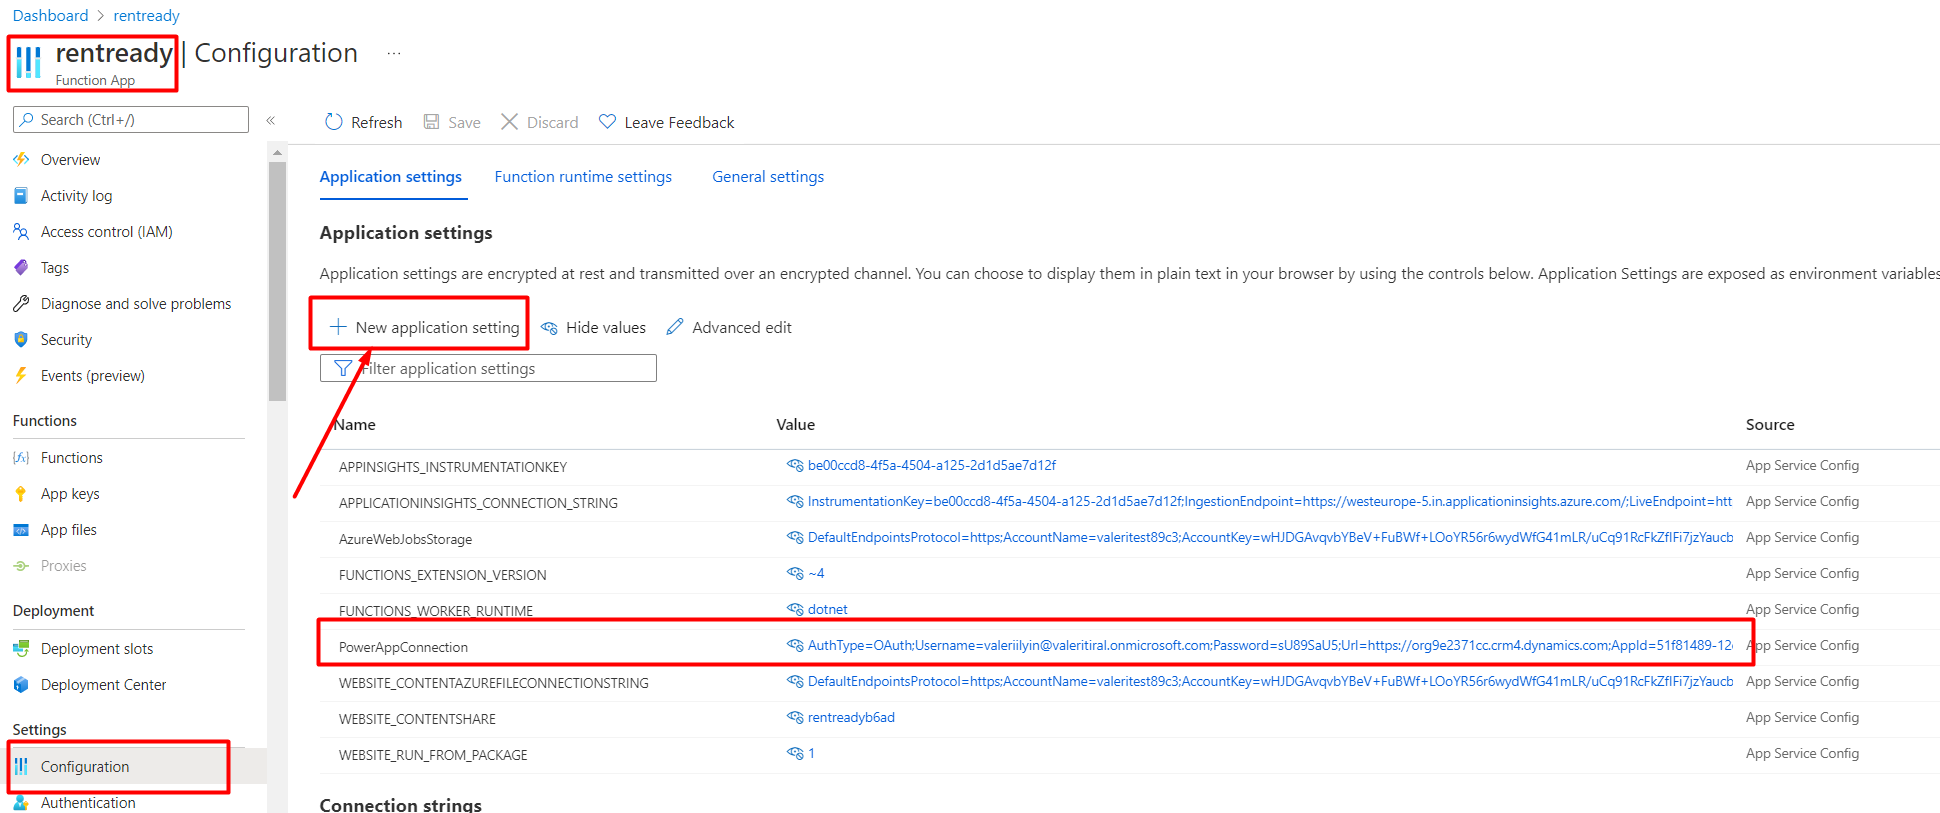 Dashboard > rentready
rentready | Configuration ...
Function App
Search (Ctrl+/) «
Refresh Save Discard Leave Feedback
Overview
Activity log
Access control (IAM)
Tags
Diagnose and solve problems
Security
Events (preview)
Functions
Functions
App keys
App files
Proxies
Deployment
Deployment slots
Deployment Center
Settings
Configuration
Authentication
Application settings Function runtime settings General settings
Application settings
Application settings are encrypted at rest and transmitted over an encrypted channel. You can choose to display them in plain text in your browser by using the controls below. Application Settings are exposed as environment variables
New application setting Hide values Advanced edit
Filter application settings
Name Value Source
APPINSIGHTS_INSTRUMENTATIONKEY be00ccd8-4f5a-4504-a125-2d1d5ae7d12f App Service Config
APPLICATIONINSIGHTS_CONNECTION_STRING InstrumentationKey=be00ccd8-4f5a-4504-a125-2d1d5ae7d12f;IngestionEndpoint=https://westeurope-5.in.applicationinsights.azure.com/;LiveEndpoint=htt App Service Config
AzureWebJobsStorage DefaultEndpointsProtocol=https;AccountName=valeritest89c3;AccountKey=wHJDGAvqvbYBeV+FuBWf+LOoYR56r6wydWfG41mLR/uCq91RcFkZfIFi7jzYaucb App Service Config
FUNCTIONS_EXTENSION_VERSION ~4 App Service Config
FUNCTIONS_WORKER_RUNTIME dotnet App Service Config
PowerAppConnection AuthType=OAuth;Username=valeriilyin@valeritiral.onmicrosoft.com;Password=sU89SaU5;Url=https://org9e2371cc.crm4.dynamics.com;AppId=51f81489-12 App Service Config
WEBSITE_CONTENTAZUREFILECONNECTIONSTRING DefaultEndpointsProtocol=https;AccountName=valeritest89c3;AccountKey=wHJDGAvqvbYBeV+FuBWf+LOoYR56r6wydWfG41mLR/uCq91RcFkZfIFi7jzYaucb App Service Config
WEBSITE_CONTENTSHARE rentreadyb6ad App Service Config
WEBSITE_RUN_FROM_PACKAGE 1 App Service Config
Connection strings